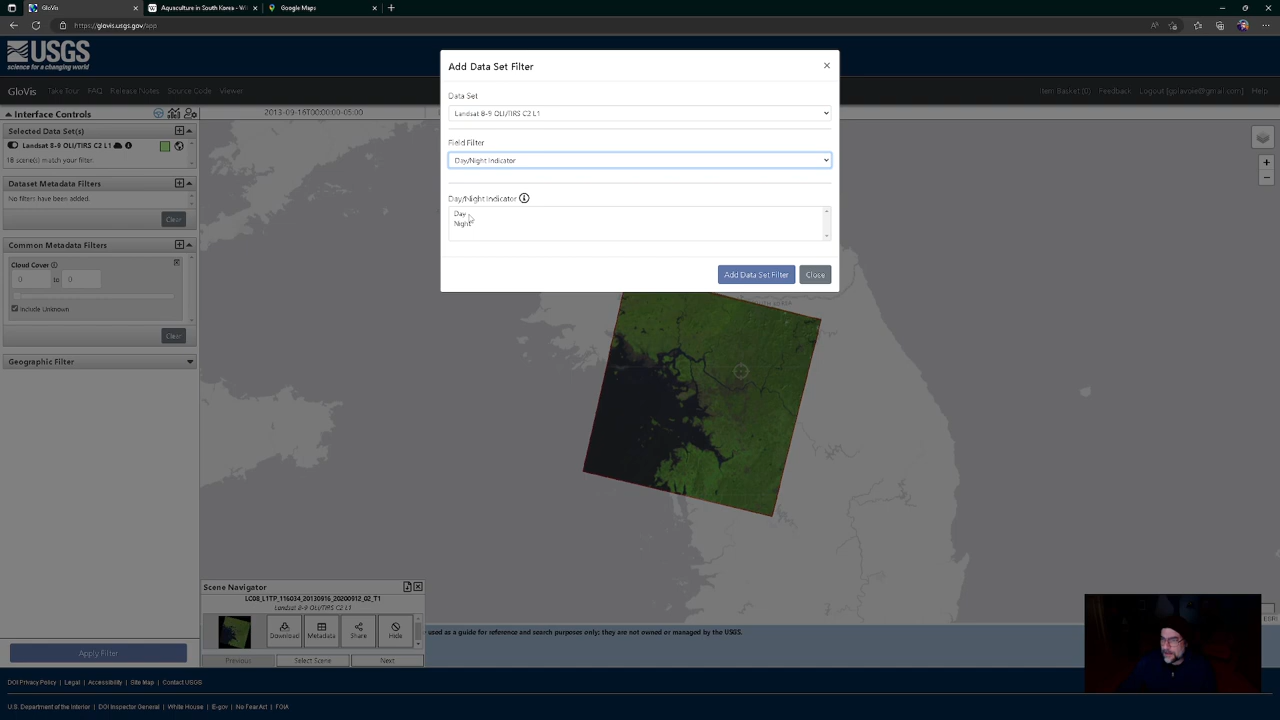 GloVis
Aquaculture in South Korea - Wi
Google Maps
https://glovis.usgs.gov/app
USGS
science for a changing world
GloVis Take Tour FAQ Release Notes Source Code Viewer
Item Basket (0) Feedback Logout [yplavuie@gmail.com] Help
Interface Controls
2013-09-16T00:00:00-05:00
Selected Data Set(s)
Landsat 8-9 OLI/TIRS C2 L1
18 scene(s) match your filter.
Dataset Metadata Filters
No filters have been added.
Clear
Common Metadata Filters
Cloud Cover
0 to 0
Include Unknown
Clear
Geographic Filter
Apply Filter
Add Data Set Filter
Data Set
Landsat 8-9 OLI/TIRS C2 L1
Field Filter
Day/Night Indicator
Day/Night Indicator
Day
Night
Add Data Set Filter Close
Scene Navigator
LC08_L1TP_116034_20130916_20200912_02_T1
Landsat 8-9 OLI/TIRS C2 L1
Download Metadata Share Hide
Previous Select Scene Next
used as a guide for reference and search purposes only; they are not owned or managed by the USGS.
DOI Privacy Policy | Legal | Accessibility | Site Map | Contact USGS
U.S. Department of the Interior | DOI Inspector General | White House | E-gov | No Fear Act | FOIA